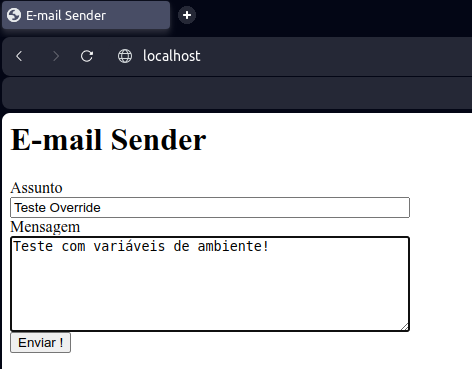 E-mail Sender
localhost
E-mail Sender
Assunto
Teste Override
Mensagem
Teste com variáveis de ambiente!
Enviar !